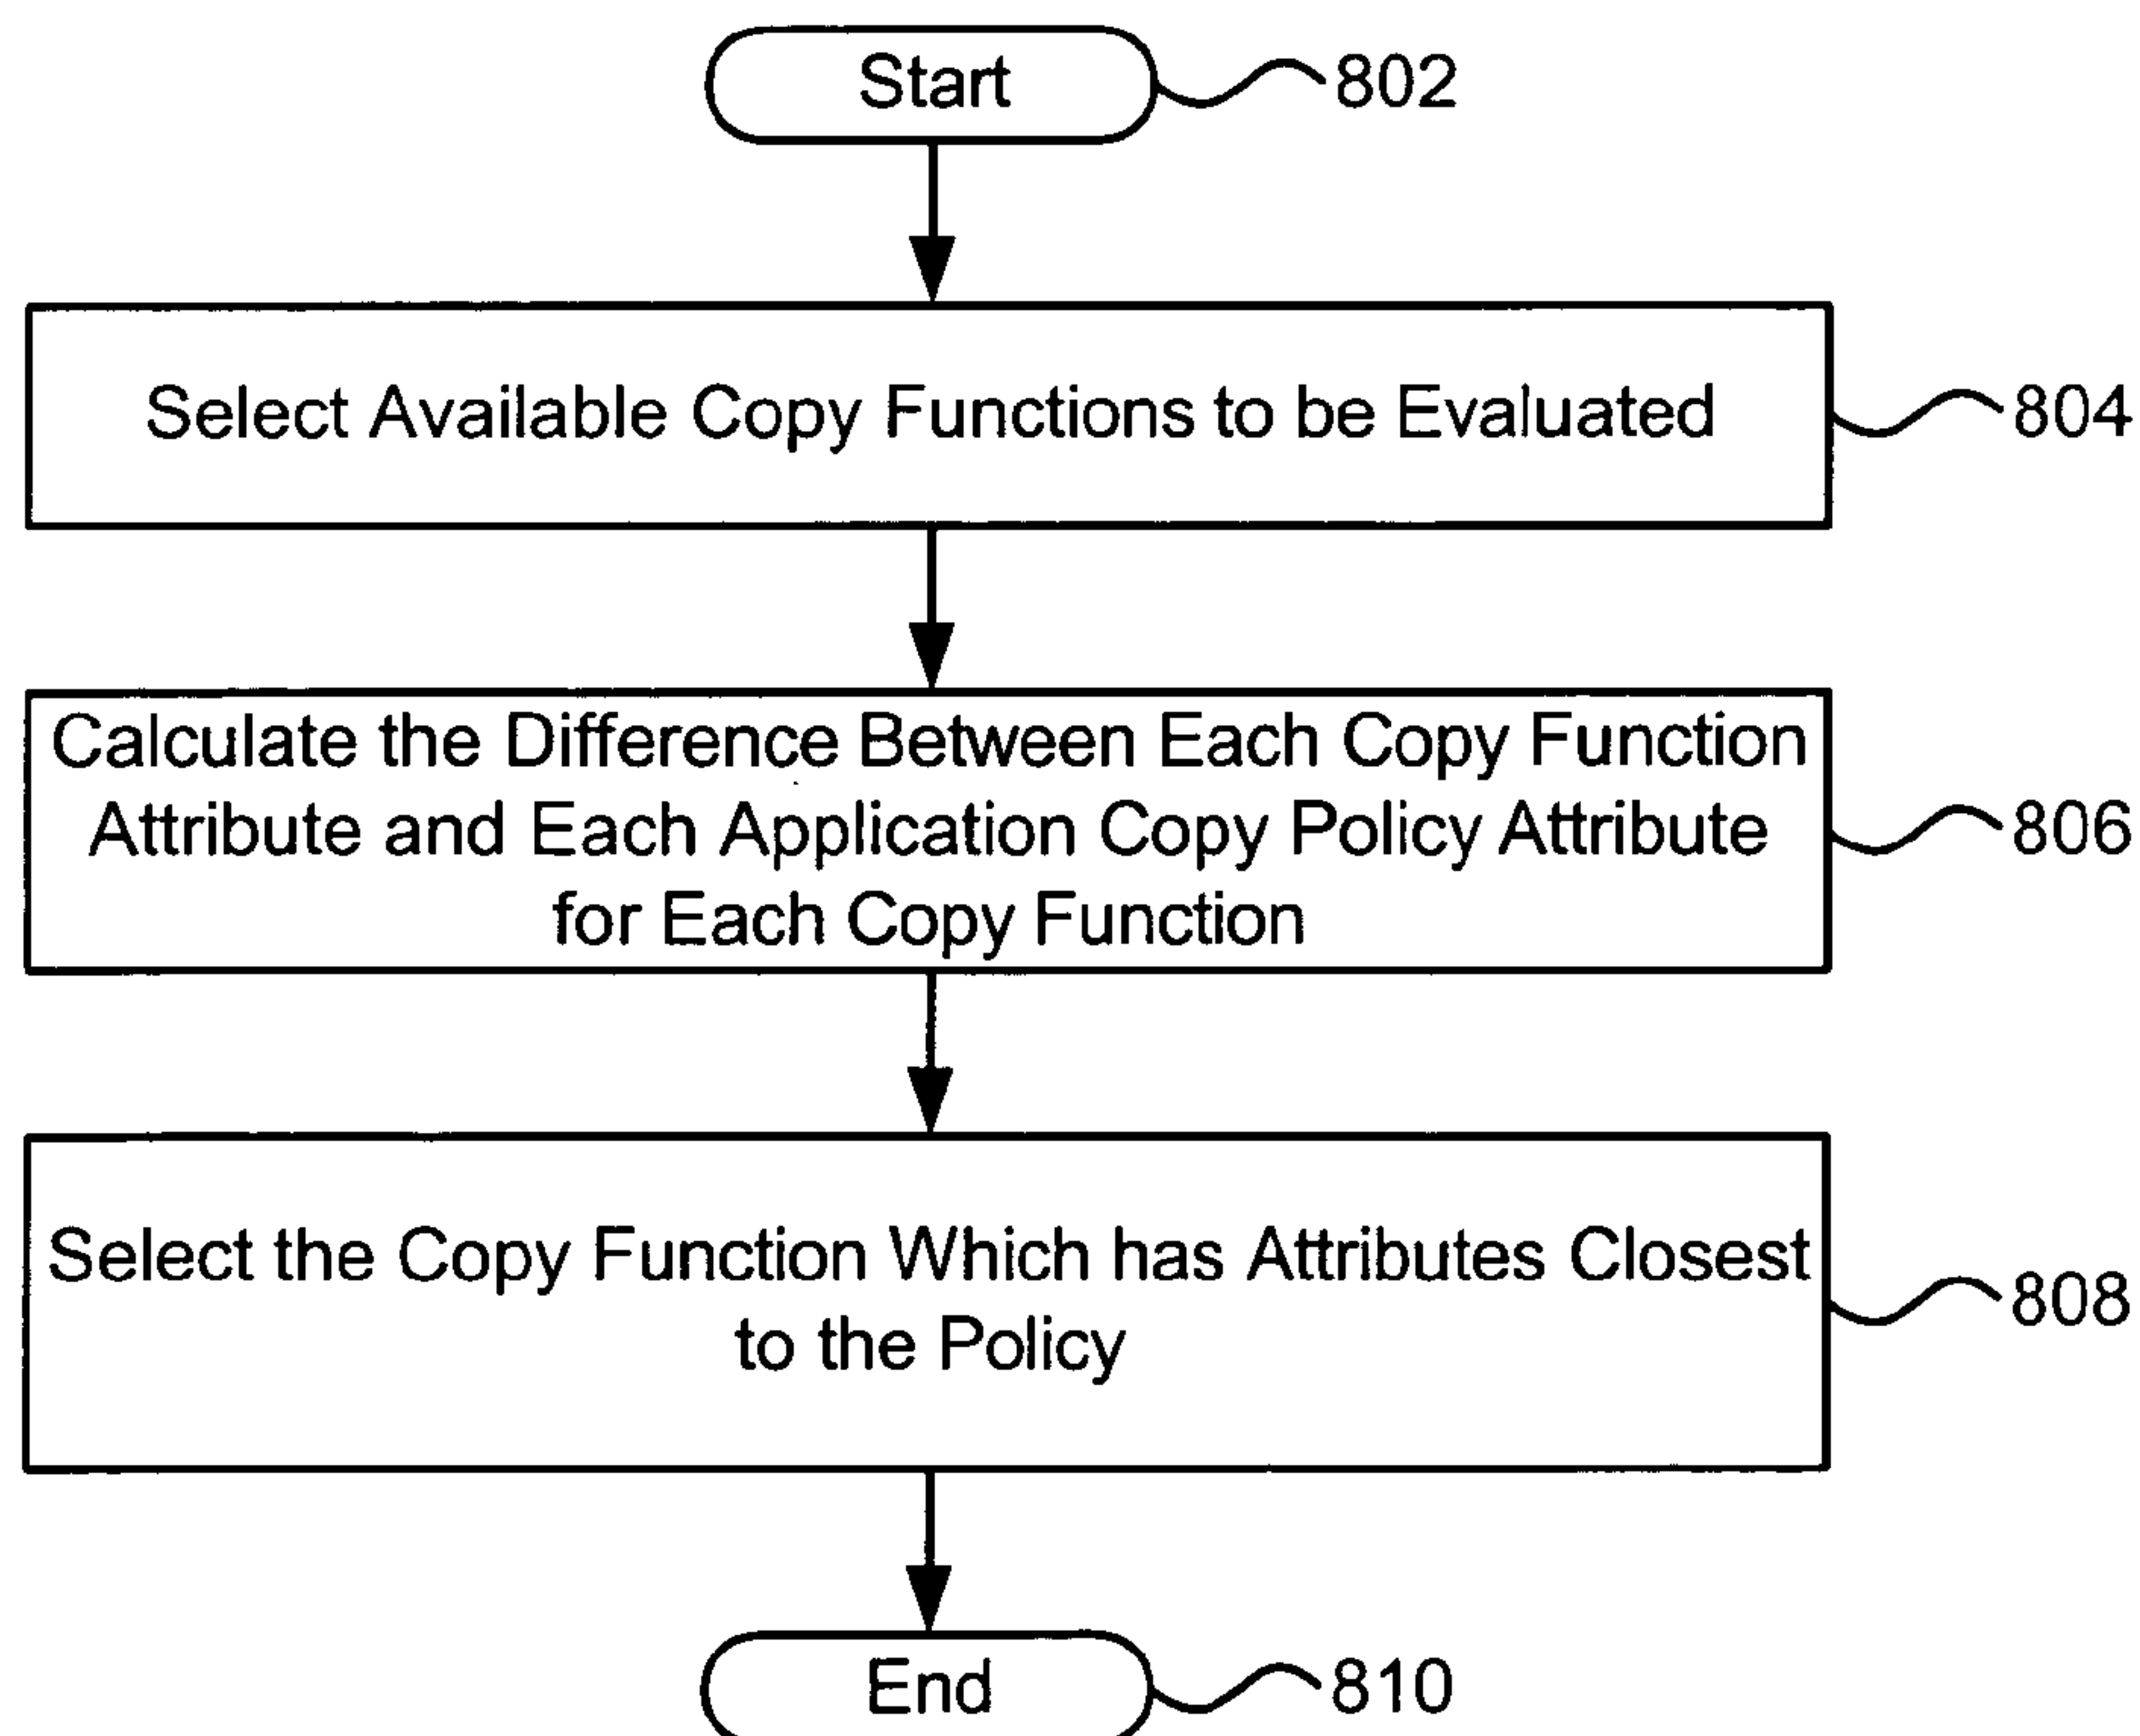 Start
802
Select Available Copy Functions to be Evaluated
804
Calculate the Difference Between Each Copy Function
Attribute and Each Application Copy Policy Attribute
for Each Copy Function
806
Select the Copy Function Which has Attributes Closest
to the Policy
808
End
810